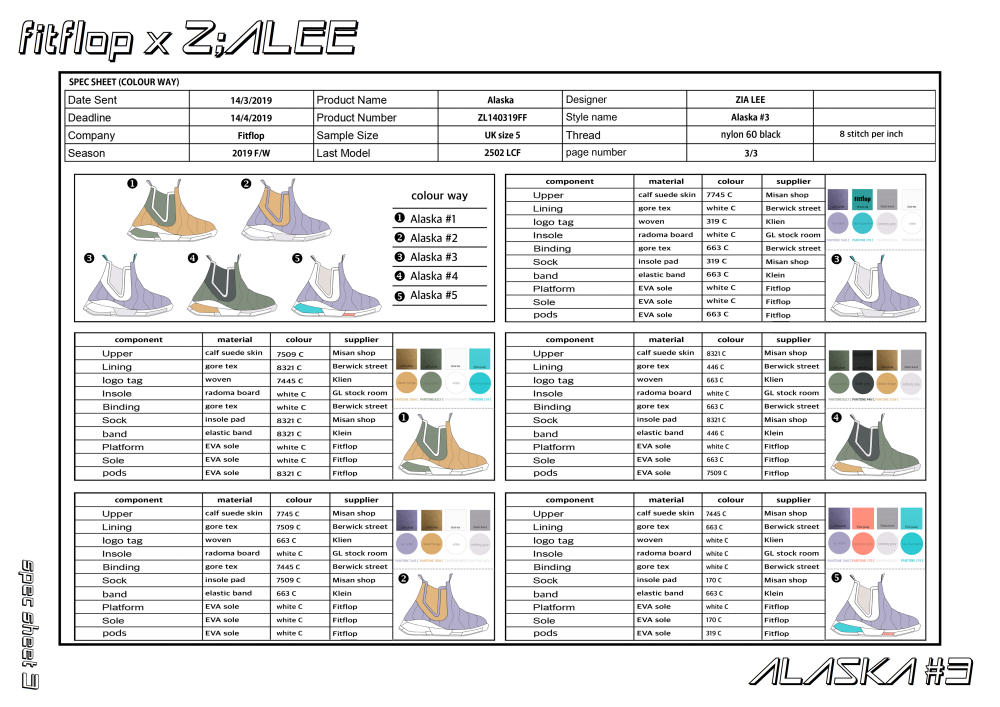 fitflop x Z;ALEE
SPEC SHEET (COLOUR WAY)
Date Sent 14/3/2019 Product Name Alaska Designer ZIA LEE
Deadline 14/4/2019 Product Number ZL140319FF Style name Alaska #3
Company Fitflop Sample Size UK size 5 Thread nylon 60 black 8 stitch per inch
Season 2019 F/W Last Model 2502 LCF page number 3/3
1 2 3 4 5
colour way
1 Alaska #1
2 Alaska #2
3 Alaska #3
4 Alaska #4
5 Alaska #5
component material colour supplier
Upper calf suede skin 7745 C Misan shop
Lining gore tex white C Berwick street
logo tag woven 319 C Klien
Insole radoma board white C GL stock room
Binding gore tex 663 C Berwick street
Sock insole pad 319 C Misan shop
band elastic band 663 C Klein
Platform EVA sole white C Fitflop
Sole EVA sole white C Fitflop
pods EVA sole 663 C Fitflop
fitflop
3
component material colour supplier
Upper calf suede skin 7509 C Misan shop
Lining gore tex 8321 C Berwick street
logo tag woven 7445 C Klien
Insole radoma board white C GL stock room
Binding gore tex white C Berwick street
Sock insole pad 8321 C Misan shop
band elastic band 8321 C Klein
Platform EVA sole white C Fitflop
Sole EVA sole white C Fitflop
pods EVA sole 8321 C Fitflop
1
component material colour supplier
Upper calf suede skin 8321 C Misan shop
Lining gore tex 446 C Berwick street
logo tag woven 663 C Klien
Insole radoma board white C GL stock room
Binding gore tex 663 C Berwick street
Sock insole pad 8321 C Misan shop
band elastic band 446 C Klein
Platform EVA sole white C Fitflop
Sole EVA sole 663 C Fitflop
pods EVA sole 7509 C Fitflop
4
component material colour supplier
Upper calf suede skin 7745 C Misan shop
Lining gore tex 7509 C Berwick street
logo tag woven 663 C Klien
Insole radoma board white C GL stock room
Binding gore tex 7445 C Berwick street
Sock insole pad 7509 C Misan shop
band elastic band 663 C Klein
Platform EVA sole white C Fitflop
Sole EVA sole white C Fitflop
pods EVA sole white C Fitflop
2
component material colour supplier
Upper calf suede skin 7445 C Misan shop
Lining gore tex 663 C Berwick street
logo tag woven white C Klien
Insole radoma board white C GL stock room
Binding gore tex white C Berwick street
Sock insole pad 170 C Misan shop
band elastic band 663 C Klein
Platform EVA sole white C Fitflop
Sole EVA sole 170 C Fitflop
pods EVA sole 319 C Fitflop
5
spec sheet 3
ALASKA #3